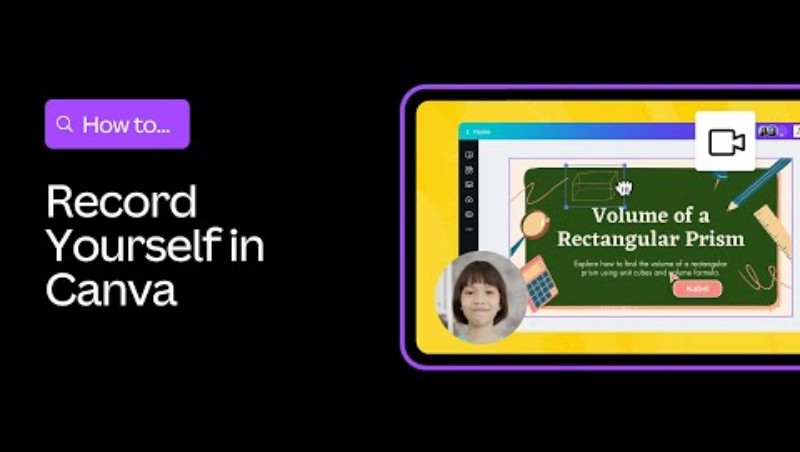 How to...
Record
Yourself in
Canva
Home
Volume of a
Rectangular Prism
Explore how to find the volume of a rectangular
prism using unit cubes and volume formula.
Isabel